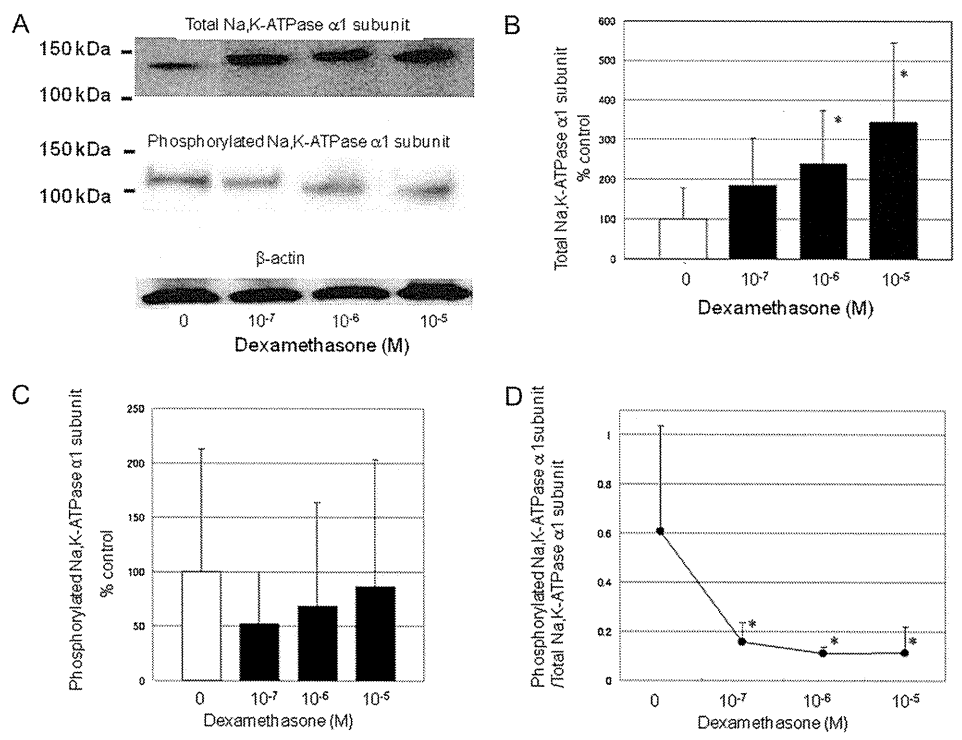 A
Total Na,K-ATPase α1 subunit
150 kDa
100 kDa
Phosphorylated Na,K-ATPase α1 subunit
150 kDa
100 kDa
β-actin
0 10-7 10-6 10-5
Dexamethasone (M)
B
Total Na,K-ATPase α1 subunit
% control
600
500
400
300
200
100
0
*
*
0 10-7 10-6 10-5
Dexamethasone (M)
C
Phosphorylated Na,K-ATPase α1 subunit
% control
250
200
150
100
50
0
0 10-7 10-6 10-5
Dexamethasone (M)
D
Phosphorylated Na,K-ATPase α1subunit
/Total Na,K-ATPase α1 subunit
1
0.8
0.6
0.4
0.2
0
* * *
0 10-7 10-6 10-5
Dexamethasone (M)